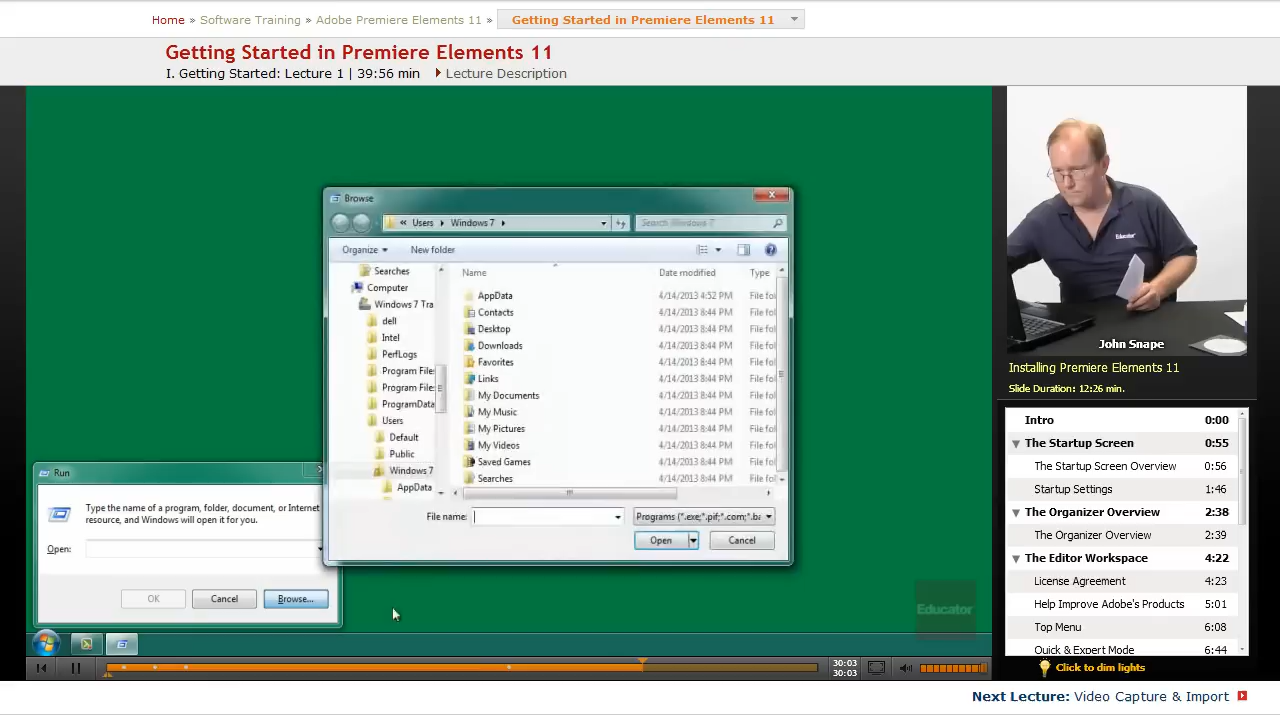 Home » Software Training » Adobe Premiere Elements 11 » Getting Started in Premiere Elements 11
Getting Started in Premiere Elements 11
I. Getting Started: Lecture 1 | 39:56 min Lecture Description
Browse
« Users Windows 7 Search Windows 7
Organize New folder
Name Date modified Type
Searches
Computer
Windows 7 Tra
dell
Intel
PerfLogs
Program Files
Program Files
ProgramData
Users
Default
Public
Windows 7
AppData
AppData 4/14/2013 4:52 PM File fol
Contacts 4/14/2013 8:44 PM File fol
Desktop 4/14/2013 8:44 PM File fol
Downloads 4/14/2013 8:44 PM File fol
Favorites 4/14/2013 8:44 PM File fol
Links 4/14/2013 8:44 PM File fol
My Documents 4/14/2013 8:44 PM File fol
My Music 4/14/2013 8:44 PM File fol
My Pictures 4/14/2013 8:44 PM File fol
My Videos 4/14/2013 8:44 PM File fol
Saved Games 4/14/2013 8:44 PM File fol
Searches 4/14/2013 8:44 PM File fol
File name: Programs (*.exe;*.pif;*.com;*.ba
Open Cancel
Run
Type the name of a program, folder, document, or Internet
resource, and Windows will open it for you.
Open:
OK Cancel Browse...
Educator
30:03
30:03
Educator
John Snape
Installing Premiere Elements 11
Slide Duration: 12:26 min.
Intro 0:00
The Startup Screen 0:55
The Startup Screen Overview 0:56
Startup Settings 1:46
The Organizer Overview 2:38
The Organizer Overview 2:39
The Editor Workspace 4:22
License Agreement 4:23
Help Improve Adobe's Products 5:01
Top Menu 6:08
Quick & Expert Mode 6:44
Click to dim lights
Next Lecture: Video Capture & Import